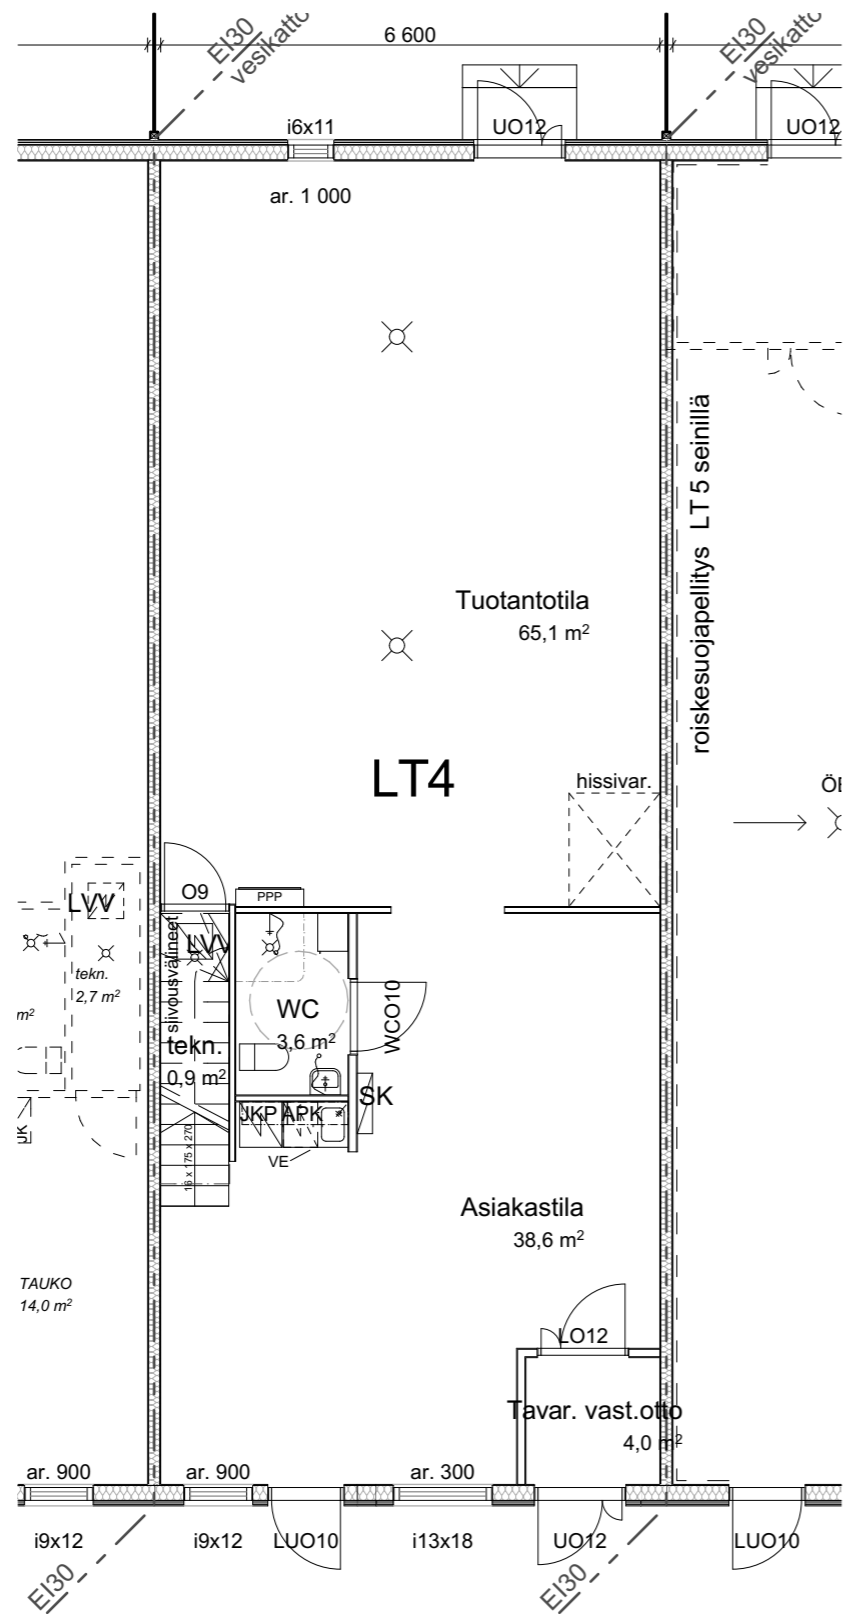 EI30
vesikatto
6 600
EI30
vesikatto
i6x11
UO12
UO12
ar. 1 000
roiskesuojapellitys LT 5 seinillä
Tuotantotila
65,1 m²
LT4
hissivar.
O9
PPP
LVV
LVV
siivousvälineet
tekn.
2,7 m²
m²
WC
3,6 m²
WCO10
tekn.
0,9 m²
SK
JKP
APK
VE
16 x 175 x 270
Asiakastila
38,6 m²
TAUKO
14,0 m²
LO12
Tavar. vast.otto
4,0 m²
ar. 900
ar. 900
ar. 300
i9x12
i9x12
LUO10
i13x18
UO12
LUO10
EI30
EI30